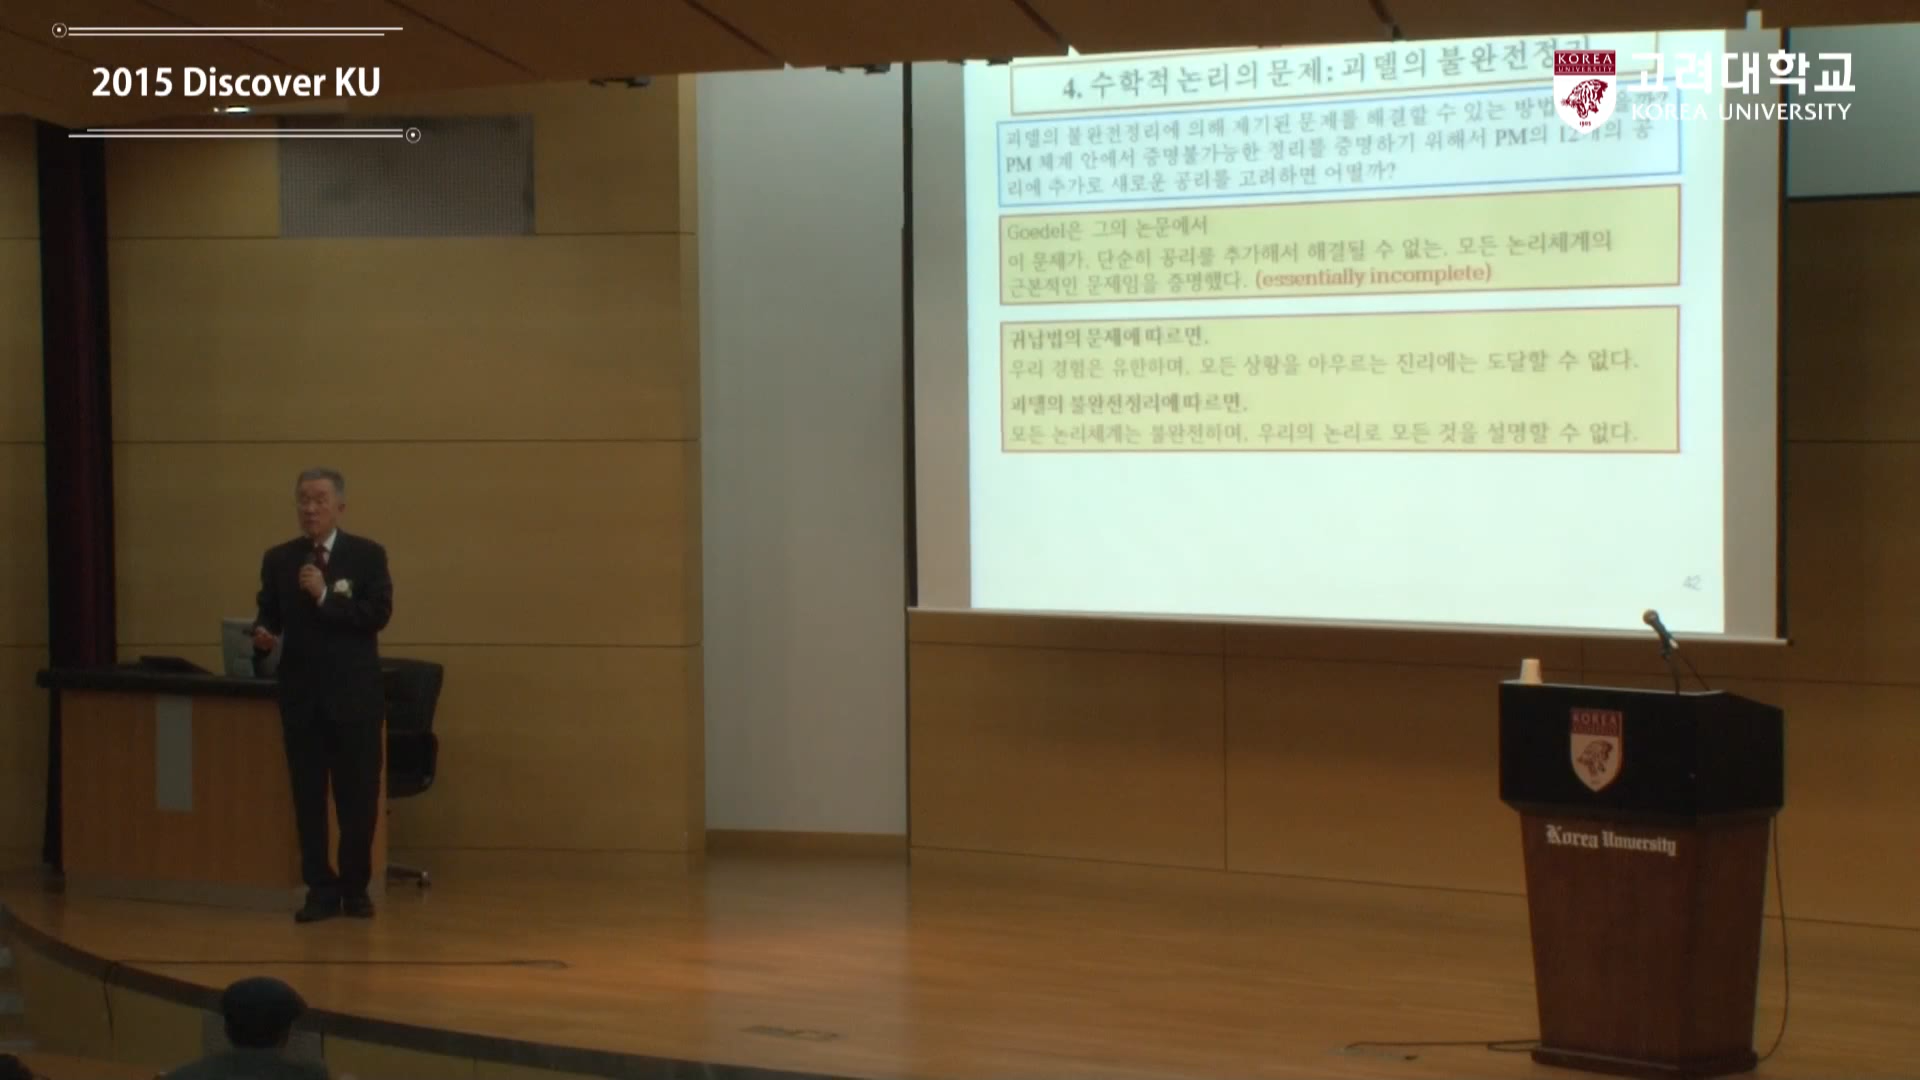 2015 Discover KU
KOREA
UNIVERSITY
고려대학교
KOREA UNIVERSITY
4. 수학적 논리의 문제: 괴델의 불완전정리
괴델의 불완전정리에 의해 제기된 문제를 해결할 수 있는 방법
PM 체계 안에서 증명불가능한 정리를 증명하기 위해서 PM의 12개의 공
리에 추가로 새로운 공리를 고려하면 어떨까?
Goedel은 그의 논문에서
이 문제가, 단순히 공리를 추가해서 해결될 수 없는, 모든 논리체계의
근본적인 문제임을 증명했다. (essentially incomplete)
귀납법의 문제에 따르면,
우리 경험은 유한하며, 모든 상황을 아우르는 진리에는 도달할 수 없다.
괴델의 불완전정리에 따르면,
모든 논리체계는 불완전하며, 우리의 논리로 모든 것을 설명할 수 없다.
42
KOREA
Korea University